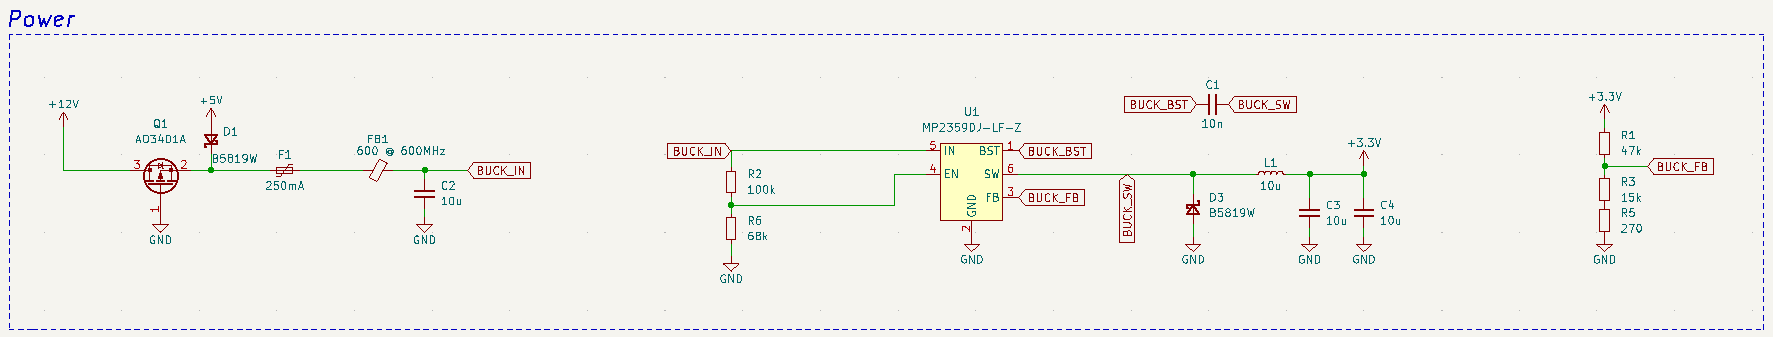 Power
+12V
Q1
AO3401A
3
2
1
GND
+5V
D1
B5819W
F1
250mA
FB1
600 @ 600MHz
C2
10u
GND
BUCK_IN
BUCK_IN
R2
100k
R6
68k
GND
U1
MP2359DJ-LF-Z
5
IN
4
EN
BST
1
SW
6
FB
3
GND
2
GND
BUCK_BST
BUCK_FB
BUCK_SW
C1
BUCK_BST
BUCK_SW
10n
D3
B5819W
GND
L1
10u
C3
10u
GND
+3.3V
C4
10u
GND
+3.3V
R1
47k
BUCK_FB
R3
15k
R5
270
GND